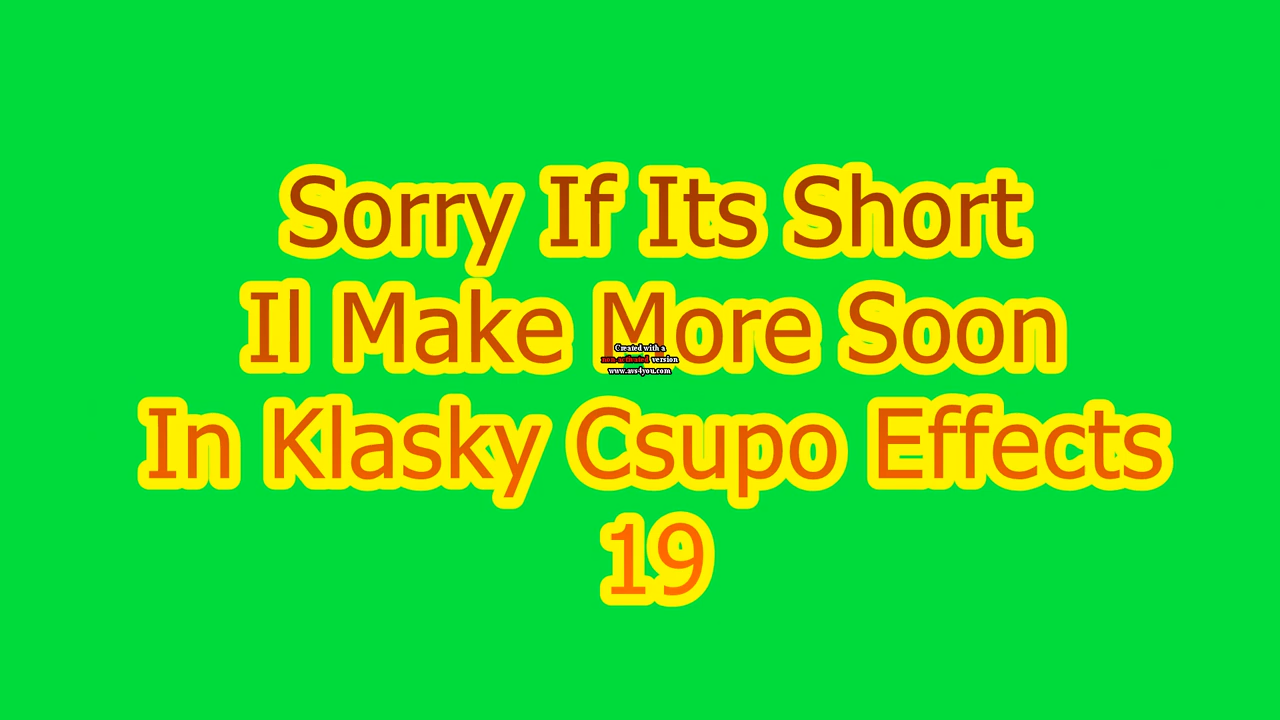 Sorry If Its Short
Il Make More Soon
Created with a
non-activated version
www.avs4you.com
In Klasky Csupo Effects
19